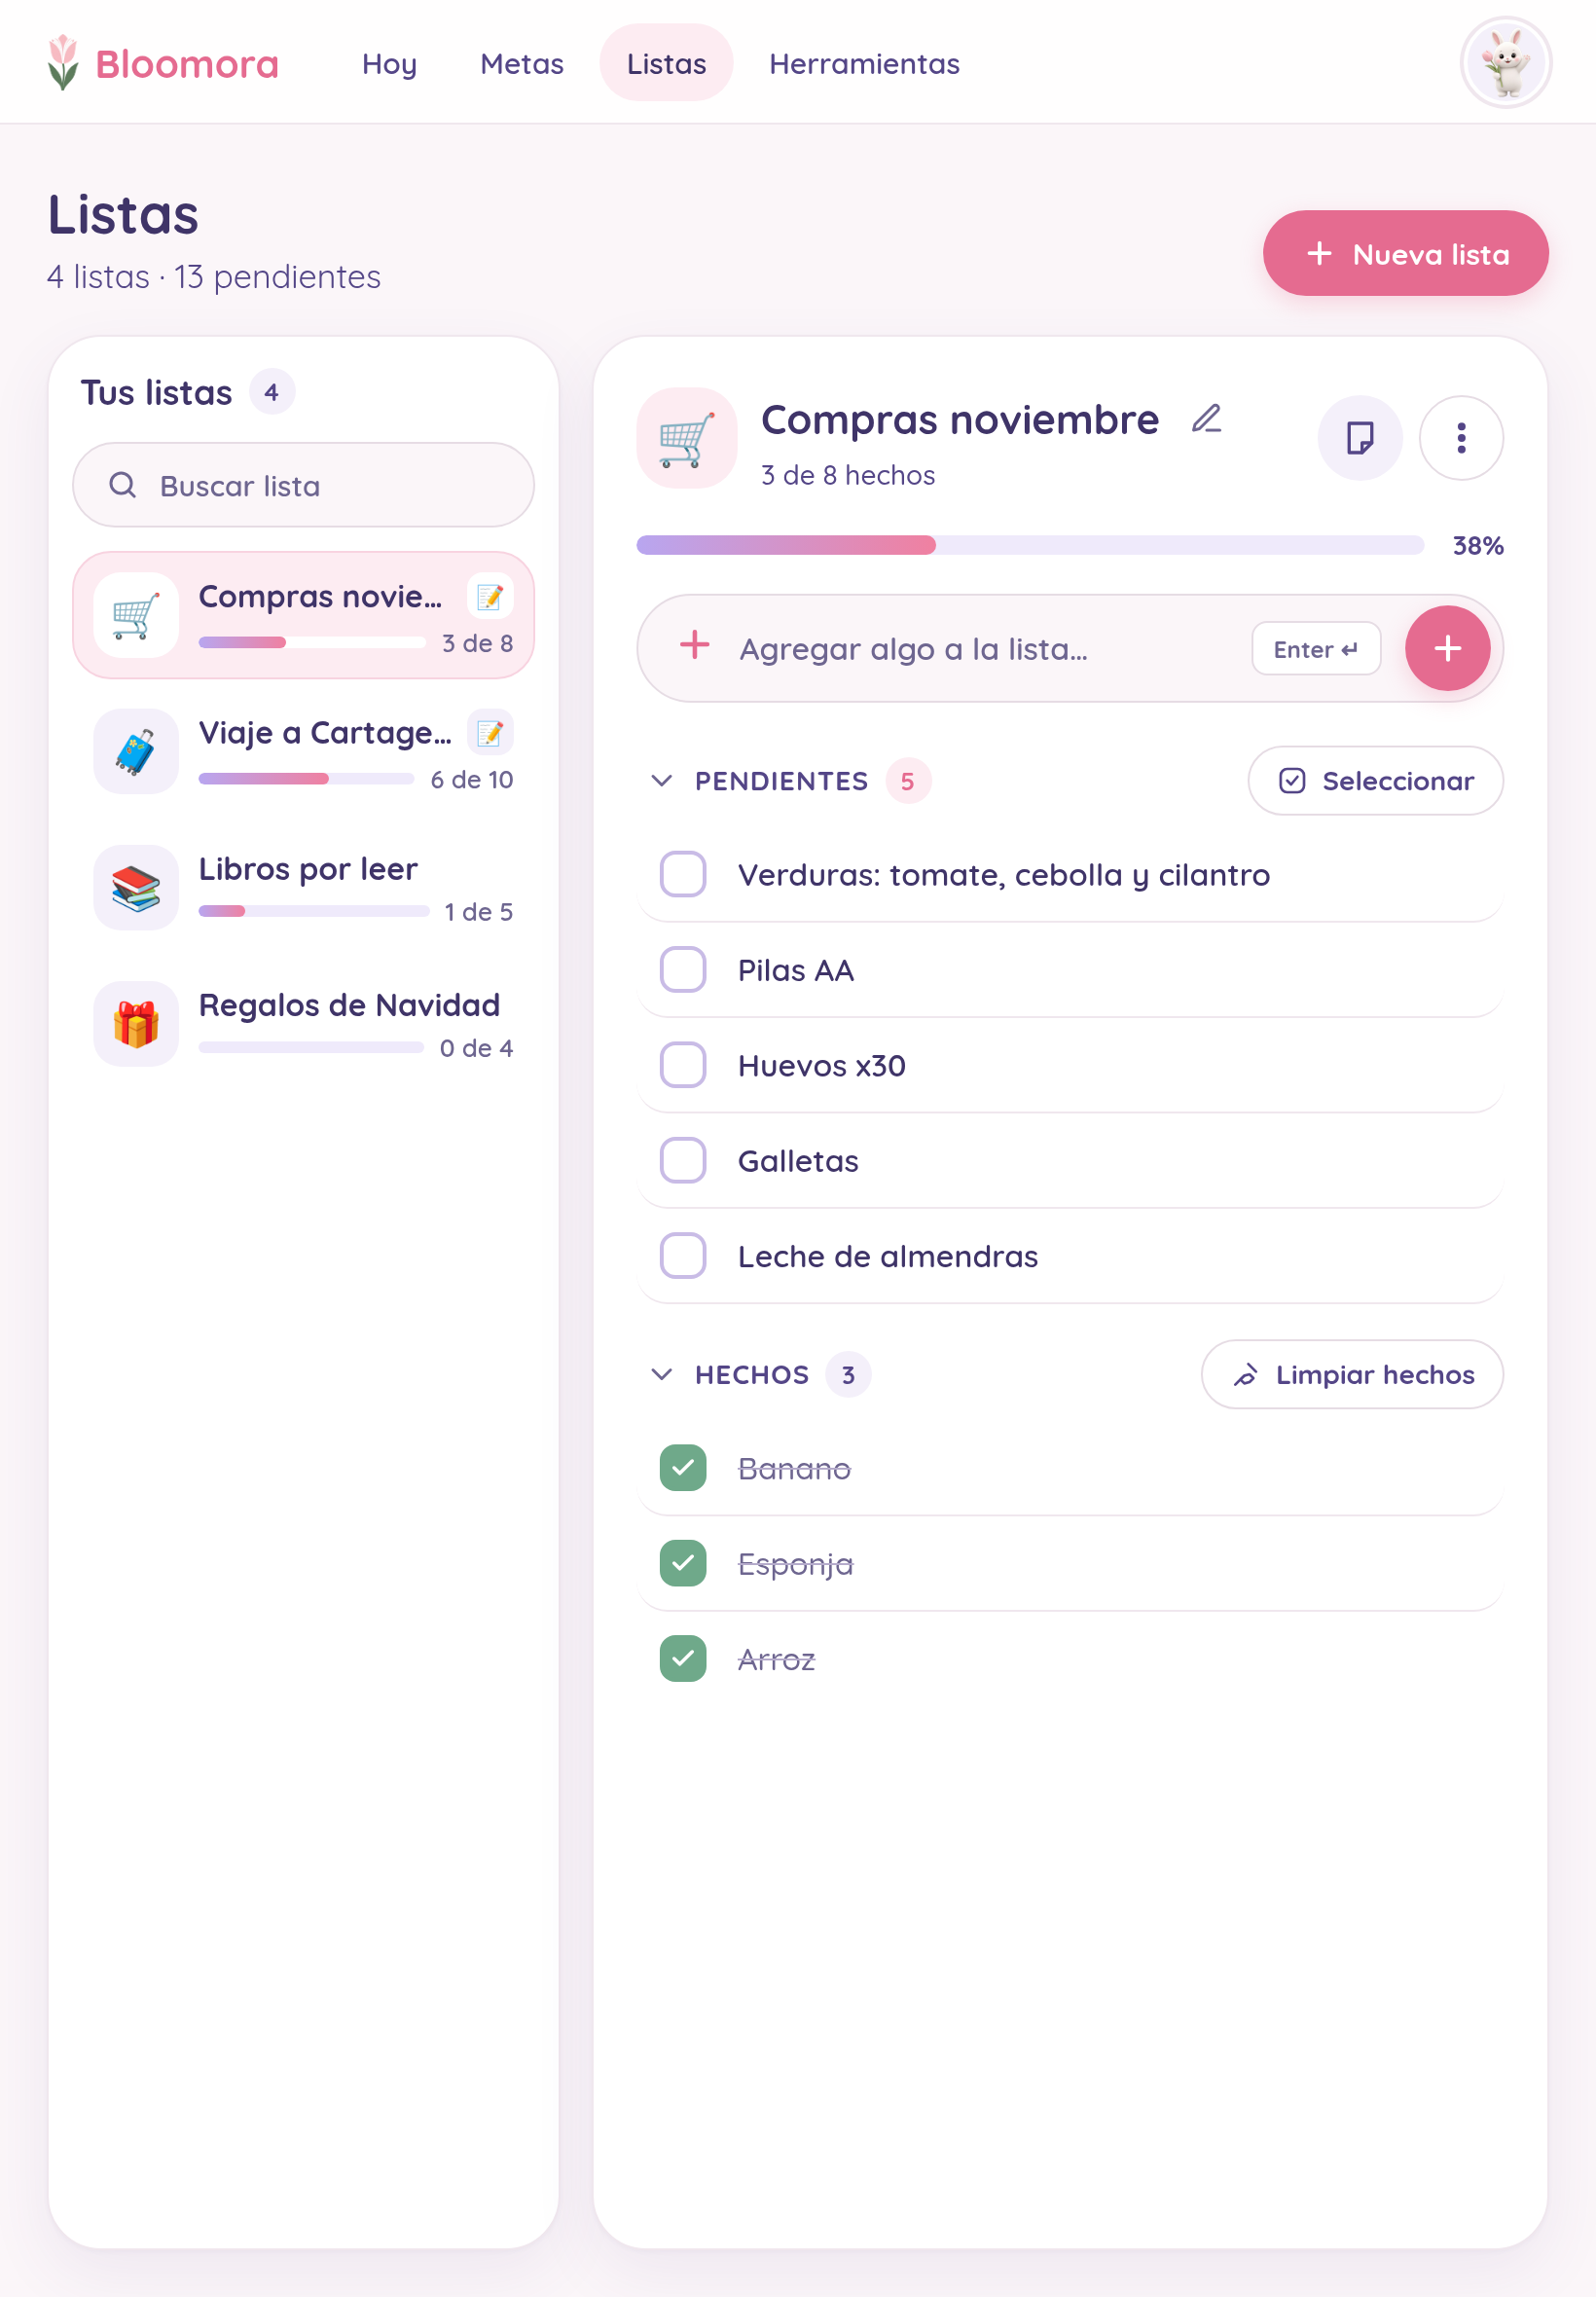 Bloomora
Hoy
Metas
Listas
Herramientas
Listas
4 listas · 13 pendientes
+ Nueva lista
Tus listas 4
Buscar lista
Compras novie...
3 de 8
Viaje a Cartage...
6 de 10
Libros por leer
1 de 5
Regalos de Navidad
0 de 4
Compras noviembre
3 de 8 hechos
38%
Agregar algo a la lista...
Enter ↵
PENDIENTES 5
Seleccionar
Verduras: tomate, cebolla y cilantro
Pilas AA
Huevos x30
Galletas
Leche de almendras
HECHOS 3
Limpiar hechos
Banano
Esponja
Arroz